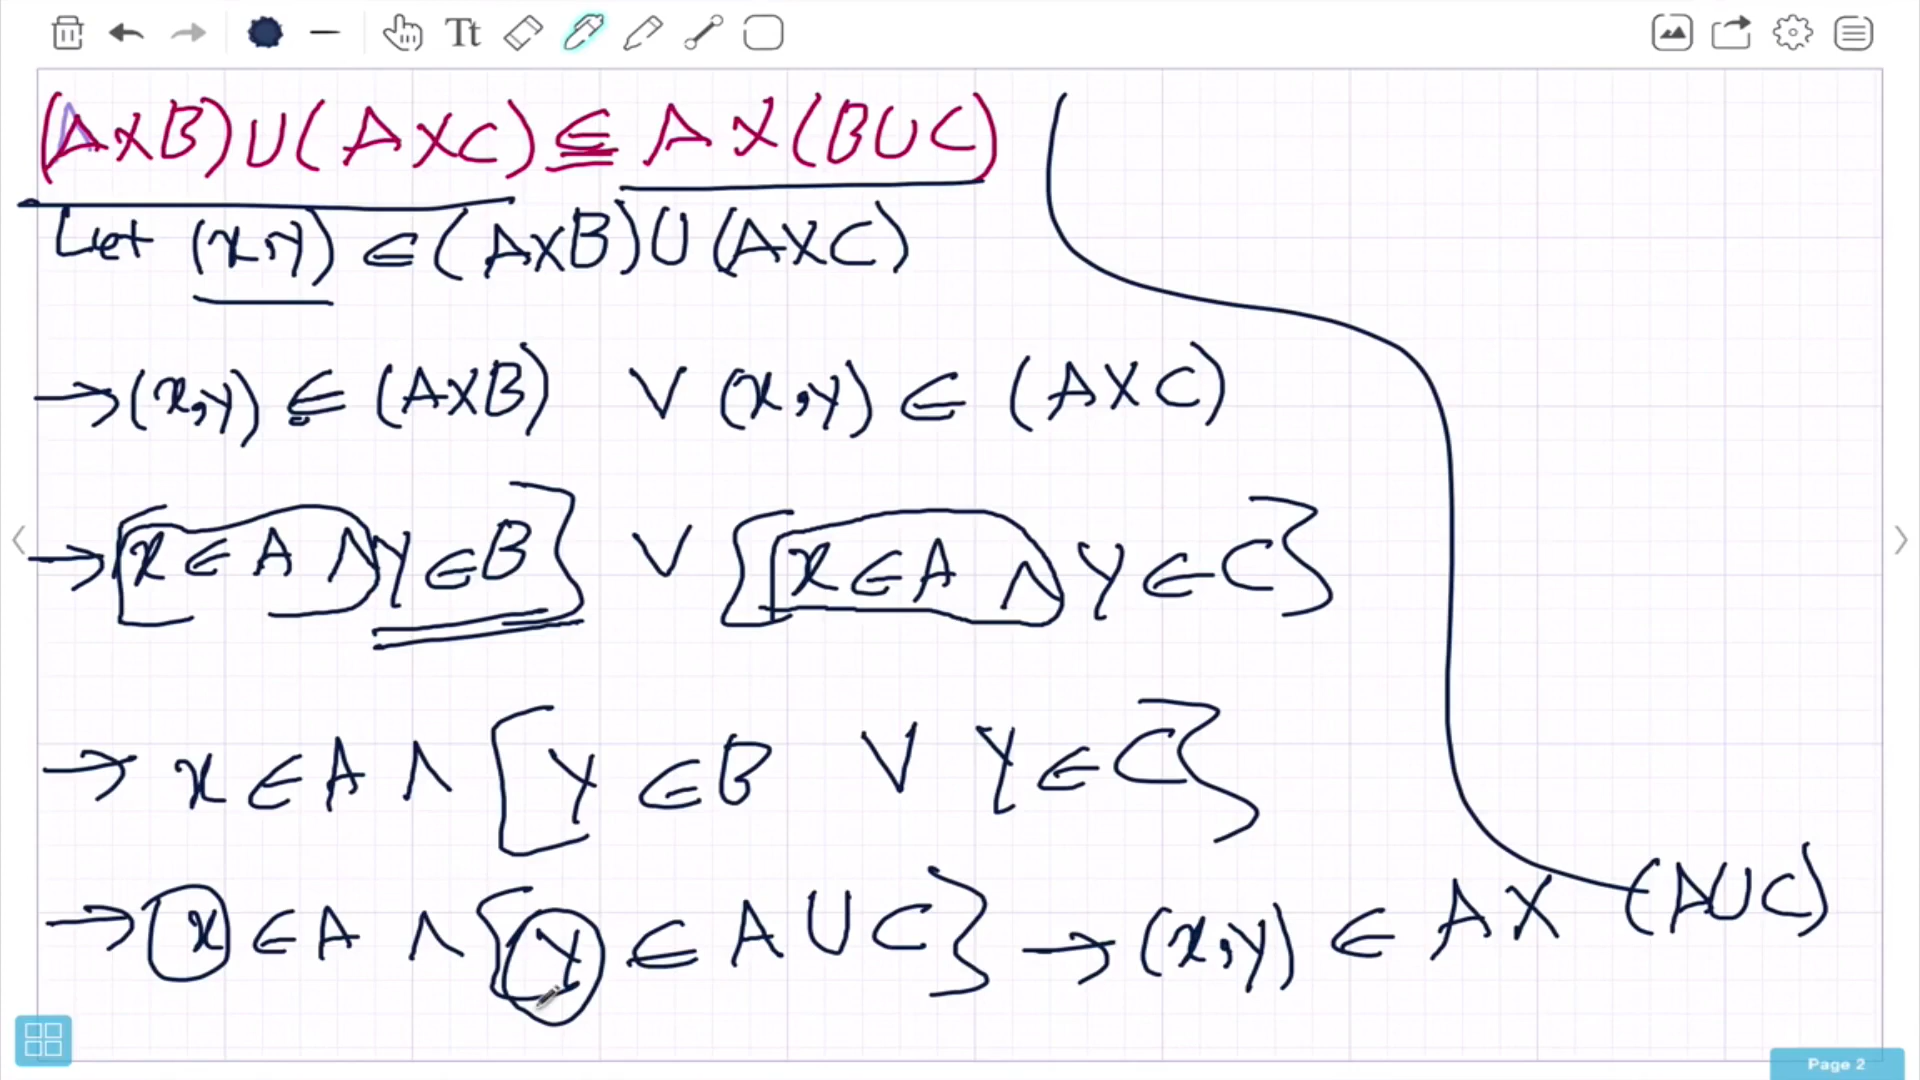 Tt
(A×B)∪(A×C)⊆A×(B∪C)
Let (x,y)∈(A×B)∪(A×C)
→(x,y)∈(A×B) ∨ (x,y)∈(A×C)
→[x∈A∧y∈B] ∨ [x∈A∧y∈C]
→x∈A∧[y∈B ∨ y∈C]
→x∈A∧[y∈A∪C]→(x,y)∈A×(A∪C)
Page 2